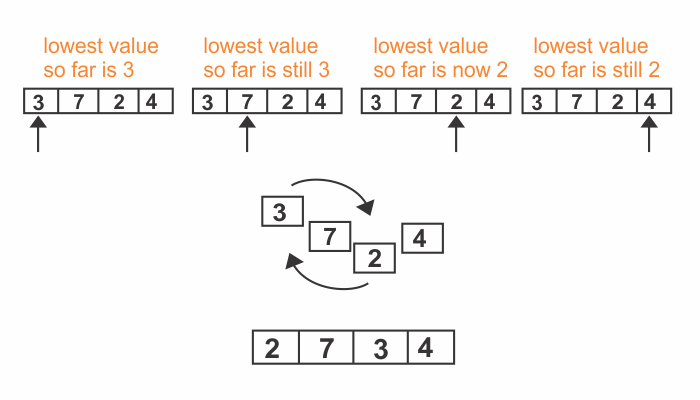 lowest value
so far is 3
lowest value
so far is still 3
lowest value
so far is now 2
lowest value
so far is still 2
3 7 2 4
3 7 2 4
3 7 2 4
3 7 2 4
3
7
2
4
2 7 3 4